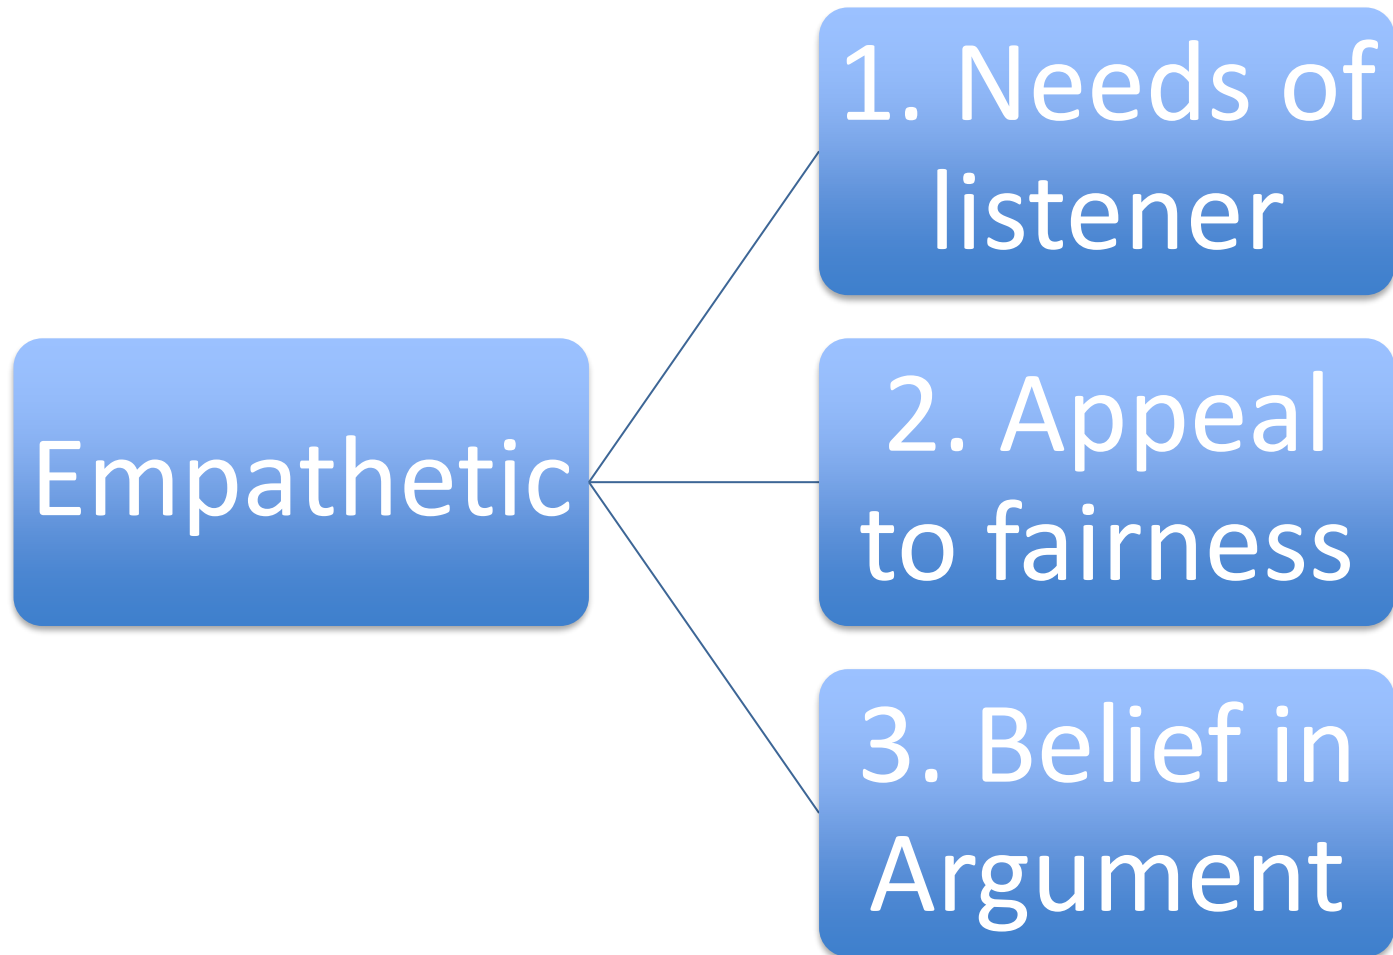 Empathetic
1. Needs of
listener
2. Appeal
to fairness
3. Belief in
Argument